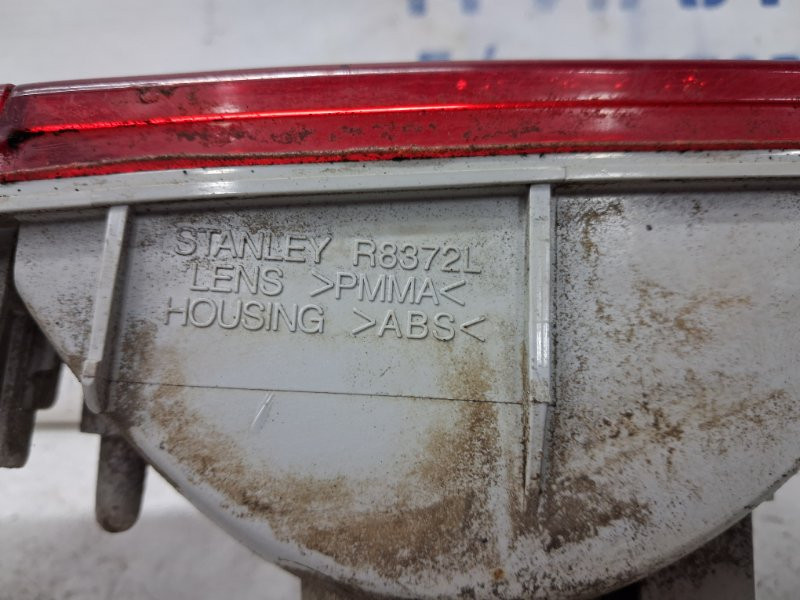 STANLEY R8372L
LENS >PMMA<
HOUSING >ABS<